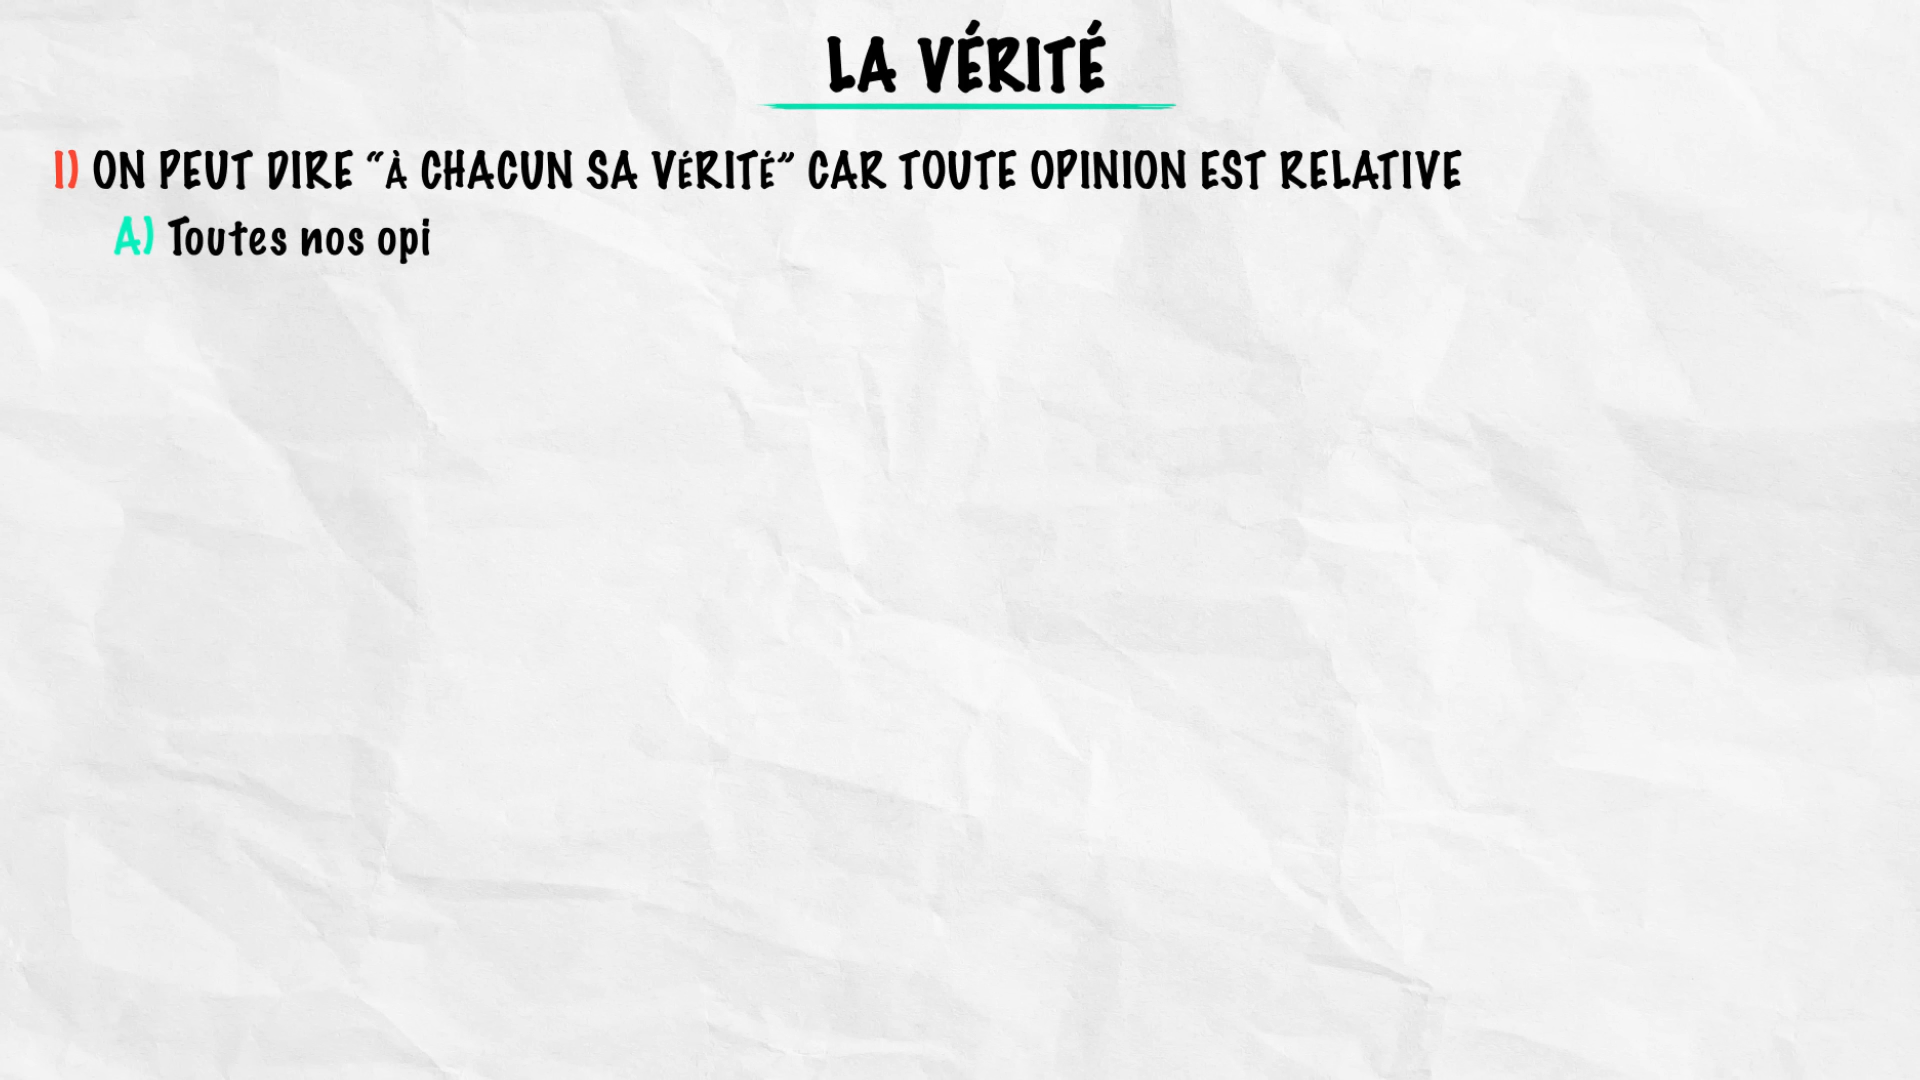 LA VÉRITÉ
I) ON PEUT DIRE “À CHACUN SA VÉRITÉ” CAR TOUTE OPINION EST RELATIVE
A) Toutes nos opi